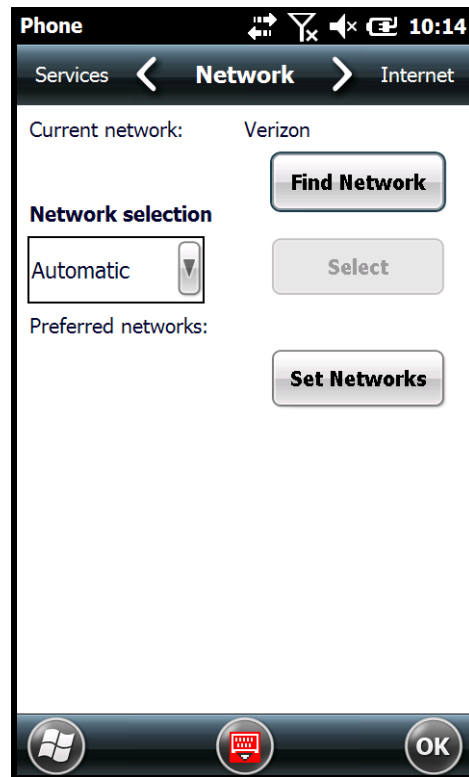 Phone 10:14
Services Network Internet
Current network: Verizon
Find Network
Network selection
Automatic Select
Preferred networks:
Set Networks
OK